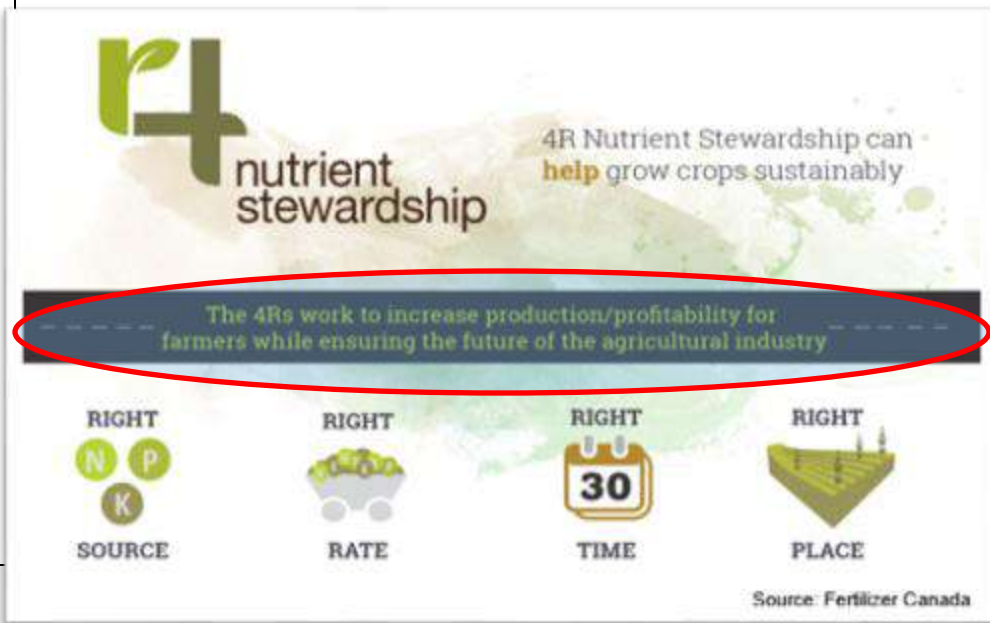 r4
nutrient
stewardship
4R Nutrient Stewardship can
help grow crops sustainably
The 4Rs work to increase production/profitability for
farmers while ensuring the future of the agricultural industry
RIGHT
N P
K
SOURCE
RIGHT
RATE
RIGHT
30
TIME
RIGHT
PLACE
Source: Fertilizer Canada